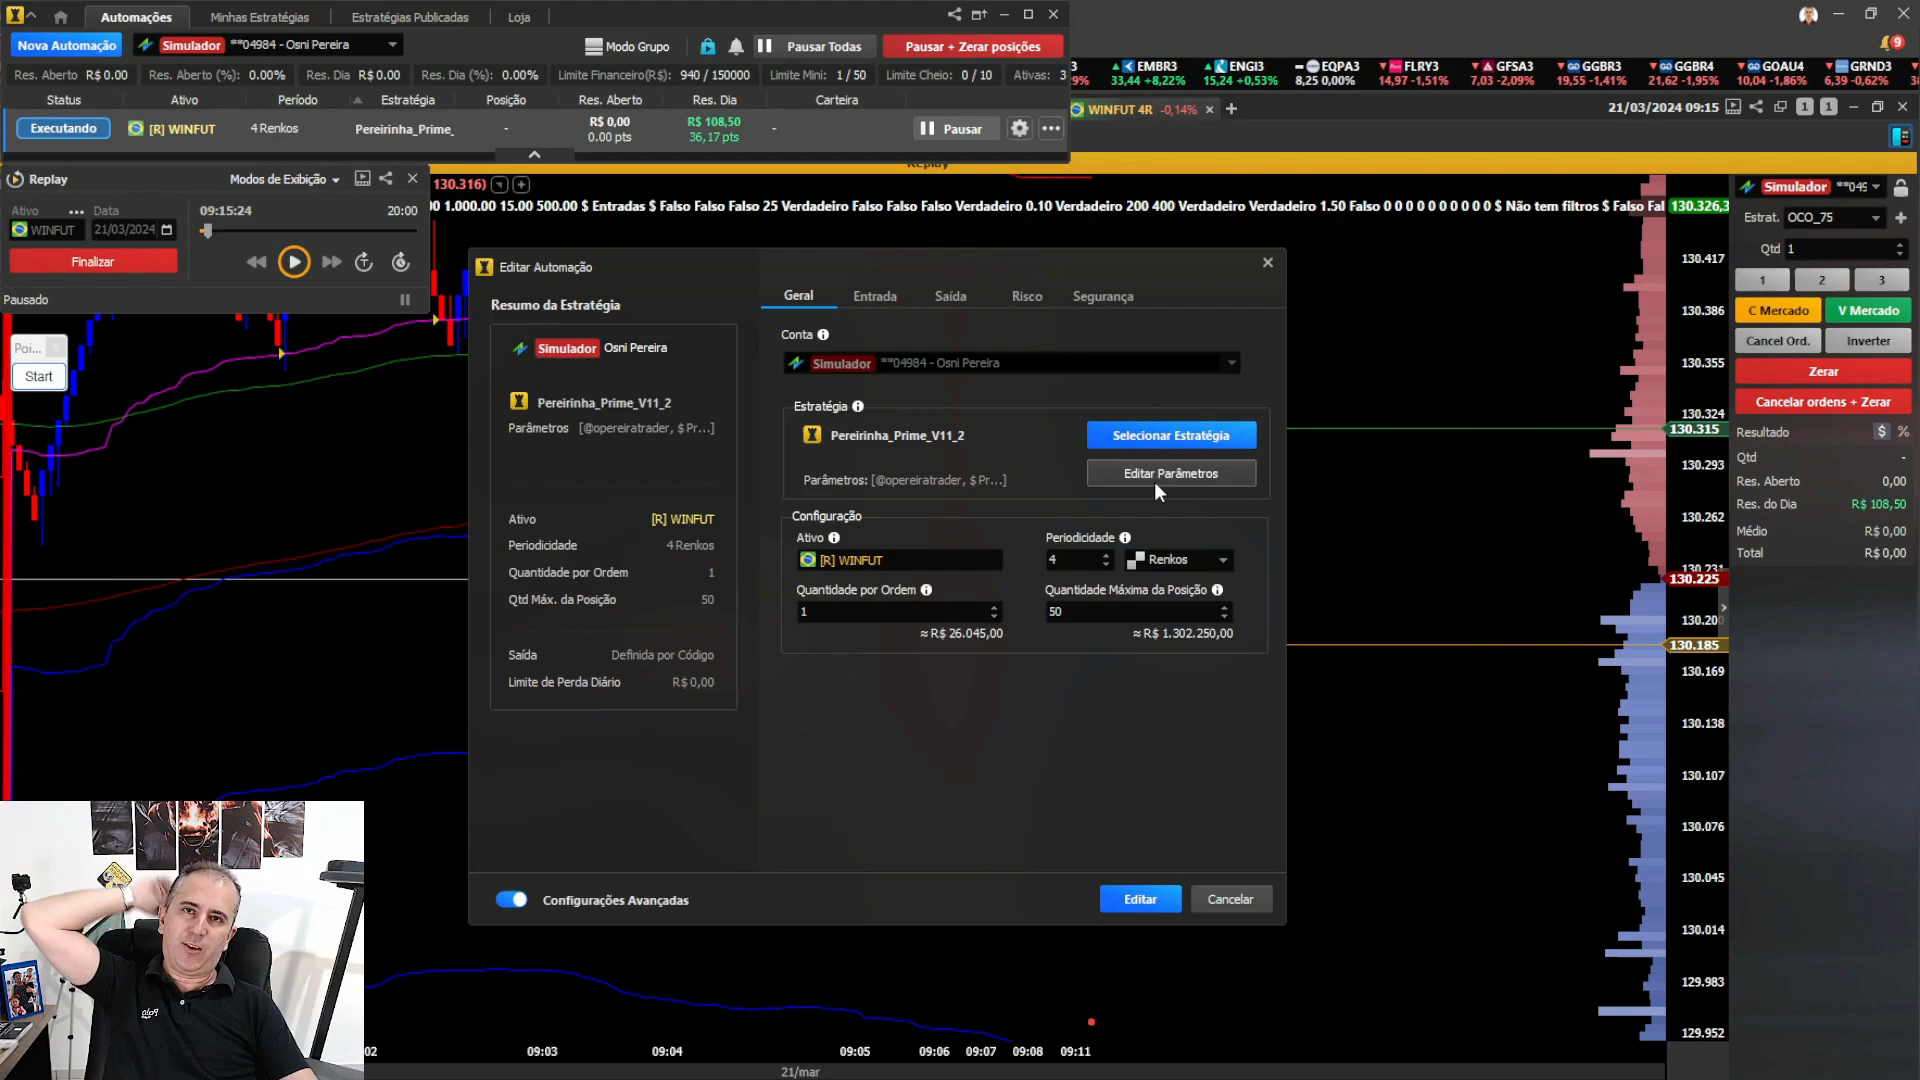 Automações Minhas Estratégias Estratégias Publicadas Loja
Nova Automação Simulador **04984 - Osni Pereira Modo Grupo Pausar Todas Pausar + Zerar posições
Res. Aberto R$ 0.00 Res. Aberto (%): 0.00% Res. Dia R$ 0.00 Res. Dia (%): 0.00% Limite Financeiro(R$): 940 / 150000 Limite Mini: 1 / 50 Limite Cheio: 0 / 10 Ativas: 3
Status Ativo Período Estratégia Posição Res. Aberto Res. Dia Carteira
Executando [R] WINFUT 4 Renkos Pereirinha_Prime_ - R$ 0,00 R$ 108,50 - Pausar
0.00 pts 36,17 pts
9
3 EMBR3 ENGI3 EQPA3 FLRY3 GFSA3 GGBR3 GGBR4 GOAU4 GRND3
9% 33,44 +8,22% 15,24 +0,53% 8,25 0,00% 14,97 -1,51% 7,03 -2,09% 19,55 -1,41% 21,62 -1,95% 10,04 -1,86% 6,39 -0,62%
WINFUT 4R -0,14% 21/03/2024 09:15 1 1
Replay
Replay Modos de Exibição
Ativo Data 09:15:24 20:00
WINFUT 21/03/2024
Finalizar
Pausado
130.316)
00 1.000.00 15.00 500.00 $ Entradas $ Falso Falso Falso 25 Verdadeiro Falso Falso Falso Verdadeiro 0.10 Verdadeiro 200 400 Verdadeiro Verdadeiro 1.50 Falso 0 0 0 0 0 0 0 0 0 0 $ Não tem filtros $ Falso Fal
Poi...
Start
Editar Automação
Resumo da Estratégia
Simulador Osni Pereira
Pereirinha_Prime_V11_2
Parâmetros [@opereiratrader, $ Pr...]
Ativo [R] WINFUT
Periodicidade 4 Renkos
Quantidade por Ordem 1
Qtd Máx. da Posição 50
Saída Definida por Código
Limite de Perda Diário R$ 0,00
Geral Entrada Saída Risco Segurança
Conta
Simulador **04984 - Osni Pereira
Estratégia
Pereirinha_Prime_V11_2 Selecionar Estratégia
Parâmetros: [@opereiratrader, $ Pr...] Editar Parâmetros
Configuração
Ativo Periodicidade
[R] WINFUT 4 Renkos
Quantidade por Ordem Quantidade Máxima da Posição
1 50
≈ R$ 26.045,00 ≈ R$ 1.302.250,00
Configurações Avançadas Editar Cancelar
130.326,3
130.417
130.386
130.355
130.324
130.315
130.293
130.262
130.231
130.225
130.20
130.185
130.169
130.138
130.107
130.076
130.045
130.014
129.983
129.952
Simulador **049
Estrat. OCO_75
Qtd 1
1 2 3
C Mercado V Mercado
Cancel Ord. Inverter
Zerar
Cancelar ordens + Zerar
Resultado $ %
Qtd -
Res. Aberto 0,00
Res. do Dia R$ 108,50
Médio R$ 0,00
Total R$ 0,00
Polo
02 09:03 09:04 09:05 09:06 09:07 09:08 09:11
21/mar